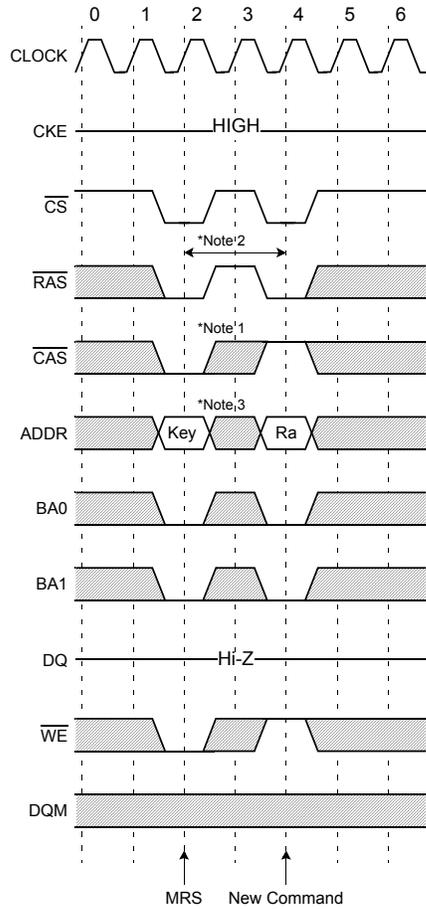 0 1 2 3 4 5 6
CLOCK
CKE HIGH
CS
*Note 2
RAS
*Note 1
CAS
*Note 3
ADDR Key Ra
BA0
BA1
DQ Hi-Z
WE
DQM
MRS New Command